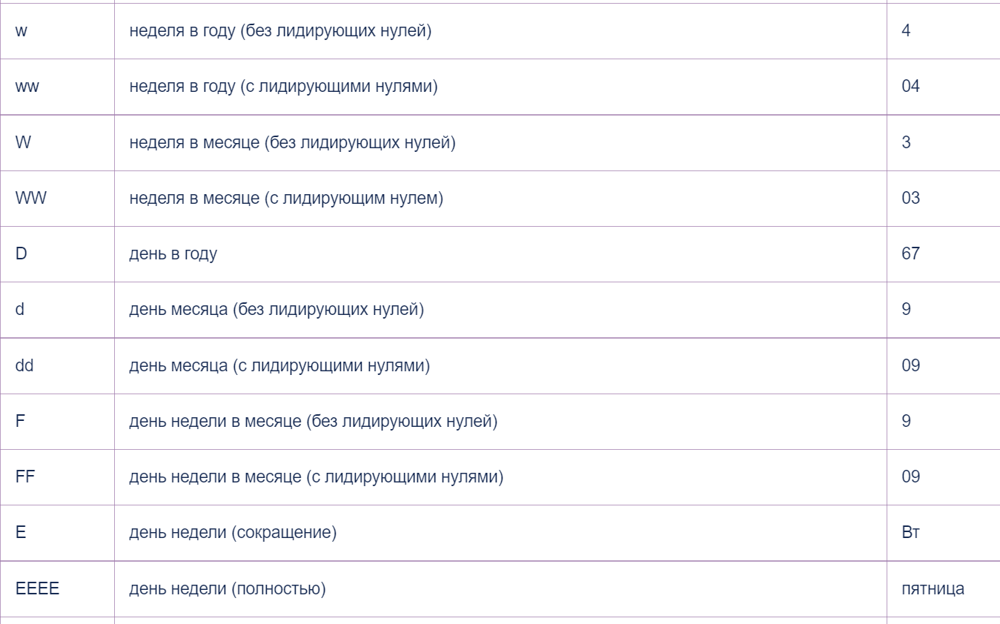 w неделя в году (без лидирующих нулей) 4
ww неделя в году (с лидирующими нулями) 04
W неделя в месяце (без лидирующих нулей) 3
WW неделя в месяце (с лидирующим нулем) 03
D день в году 67
d день месяца (без лидирующих нулей) 9
dd день месяца (с лидирующими нулями) 09
F день недели в месяце (без лидирующих нулей) 9
FF день недели в месяце (с лидирующими нулями) 09
E день недели (сокращение) Вт
EEEE день недели (полностью) пятница